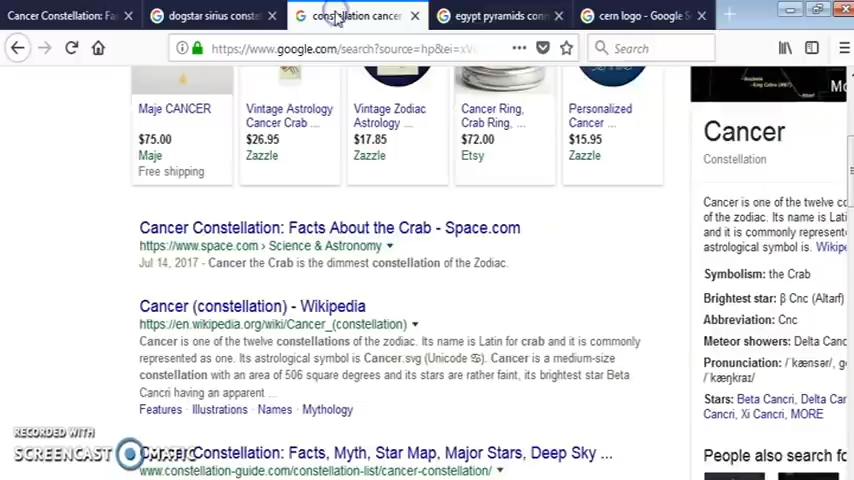 Cancer Constellation: Fa
dogstar sirius conste
constellation cancer
egypt pyramids con
cern logo - Google S
https://www.google.com/search?source=hp&ei=xV
Search
Maje CANCER
$75.00
Maje
Free shipping
Vintage Astrology
Cancer Crab ...
$26.95
Zazzle
Vintage Zodiac
Astrology ...
$17.85
Zazzle
Cancer Ring,
Crab Ring, ...
$72.00
Etsy
Personalized
Cancer ...
$15.95
Zazzle
Cancer Constellation: Facts About the Crab - Space.com
https://www.space.com › Science & Astronomy
Jul 14, 2017 - Cancer the Crab is the dimmest constellation of the Zodiac.
Cancer (constellation) - Wikipedia
https://en.wikipedia.org/wiki/Cancer_(constellation)
Cancer is one of the twelve constellations of the zodiac. Its name is Latin for crab and it is commonly
represented as one. Its astrological symbol is Cancer.svg (Unicode ♋). Cancer is a medium-size
constellation with an area of 506 square degrees and its stars are rather faint, its brightest star Beta
Cancri having an apparent ...
Features · Illustrations · Names · Mythology
Cancer Constellation: Facts, Myth, Star Map, Major Stars, Deep Sky ...
www.constellation-guide.com/constellation-list/cancer-constellation/
Mo
Cancer
Constellation
Cancer is one of the twelve co
of the zodiac. Its name is Lati
and it is commonly represente
astrological symbol is. Wikipe
Symbolism: the Crab
Brightest star: β Cnc (Altarf)
Abbreviation: Cnc
Meteor showers: Delta Canc
Pronunciation: /ˈkænsər/, ge
/ˈkæŋkraɪ/
Stars: Beta Cancri, Delta Can
Cancri, Xi Cancri, MORE
People also search fo
RECORDED WITH
SCREENCAST MATIC